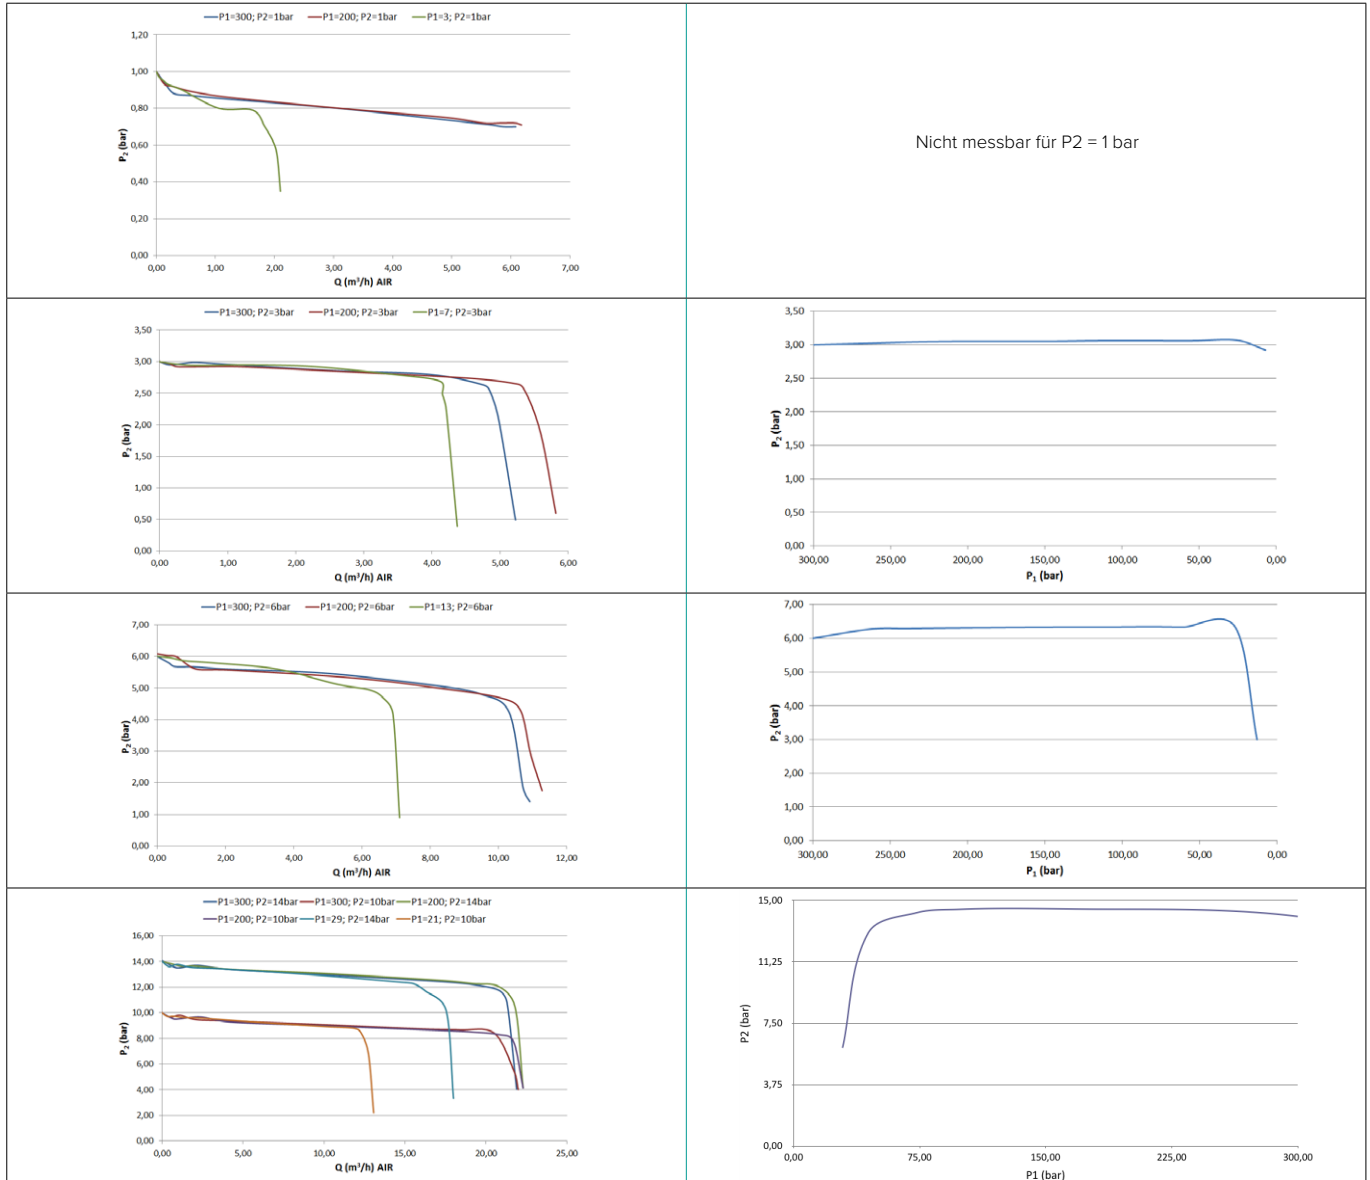 P1=300; P2=1bar P1=200; P2=1bar P1=3; P2=1bar
1,20
1,00
0,80
0,60
0,40
0,20
0,00
P₂ (bar)
0,00 1,00 2,00 3,00 4,00 5,00 6,00 7,00
Q (m³/h) AIR
Nicht messbar für P2 = 1 bar
P1=300; P2=3bar P1=200; P2=3bar P1=7; P2=3bar
3,50
3,00
2,50
2,00
1,50
1,00
0,50
0,00
P₂ (bar)
0,00 1,00 2,00 3,00 4,00 5,00 6,00
Q (m³/h) AIR
3,50
3,00
2,50
2,00
1,50
1,00
0,50
0,00
P₂ (bar)
300,00 250,00 200,00 150,00 100,00 50,00 0,00
P₁ (bar)
P1=300; P2=6bar P1=200; P2=6bar P1=13; P2=6bar
7,00
6,00
5,00
4,00
3,00
2,00
1,00
0,00
P₂ (bar)
0,00 2,00 4,00 6,00 8,00 10,00 12,00
Q (m³/h) AIR
7,00
6,00
5,00
4,00
3,00
2,00
1,00
0,00
P₂ (bar)
300,00 250,00 200,00 150,00 100,00 50,00 0,00
P₁ (bar)
P1=300; P2=14bar P1=300; P2=10bar P1=200; P2=14bar
P1=200; P2=10bar P1=29; P2=14bar P1=21; P2=10bar
16,00
14,00
12,00
10,00
8,00
6,00
4,00
2,00
0,00
P₂ (bar)
0,00 5,00 10,00 15,00 20,00 25,00
Q (m³/h) AIR
15,00
11,25
7,50
3,75
0,00
P2 (bar)
0,00 75,00 150,00 225,00 300,00
P1 (bar)